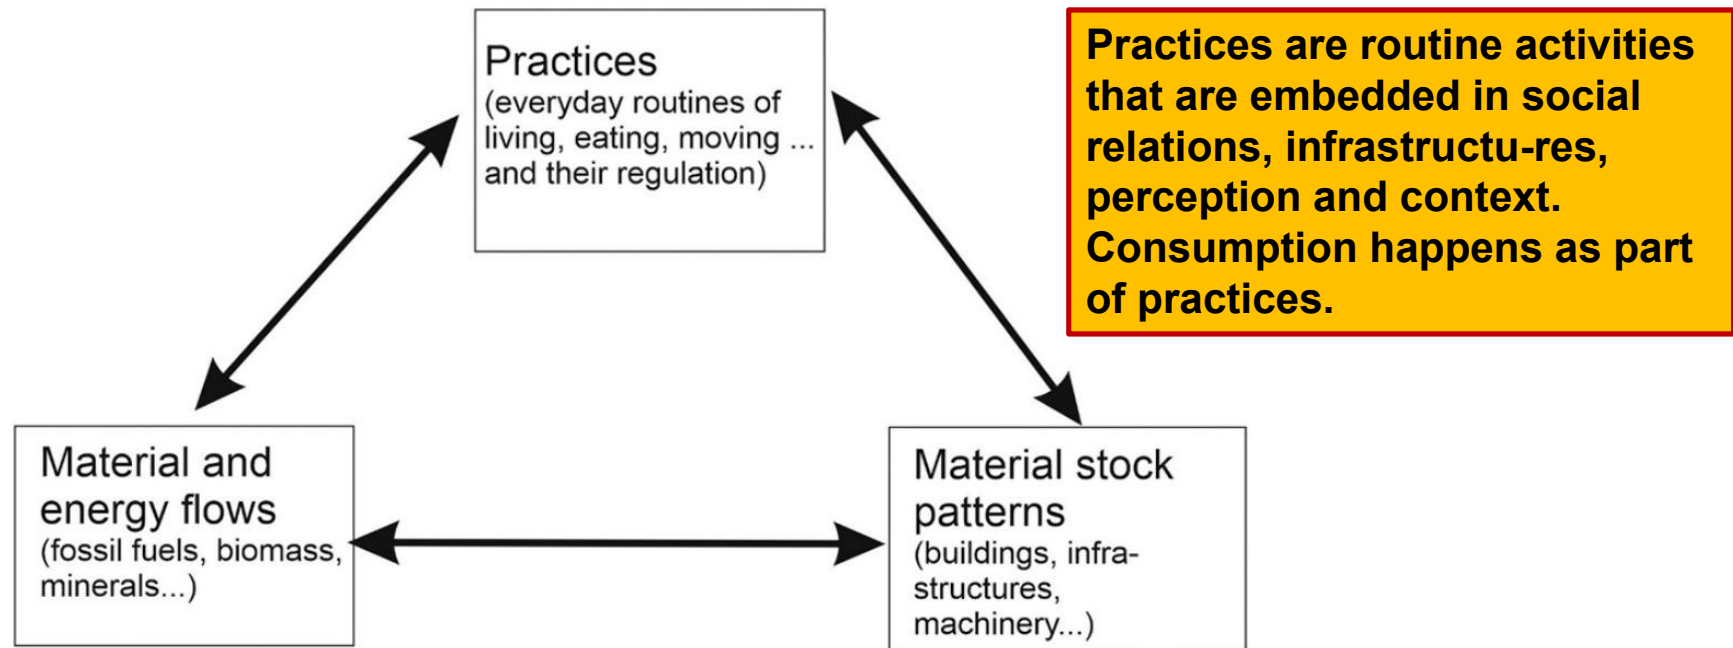 Practices
(everyday routines of
living, eating, moving ...
and their regulation)
Practices are routine activities
that are embedded in social
relations, infrastructu-res,
perception and context.
Consumption happens as part
of practices.
Material and
energy flows
(fossil fuels, biomass,
minerals...)
Material stock
patterns
(buildings, infra-
structures,
machinery...)